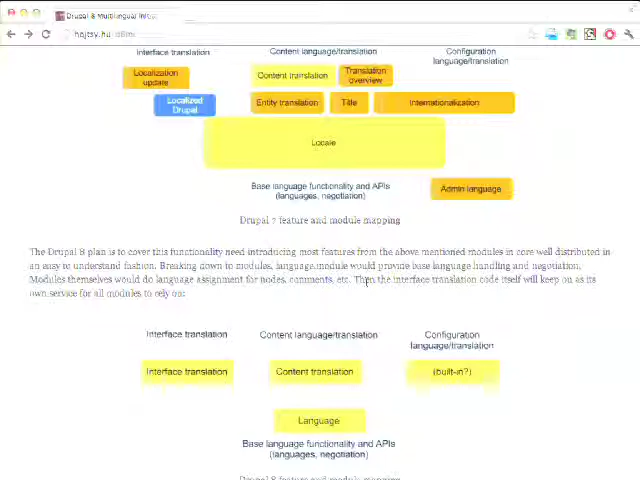 Drupal 8 Multilingual Initiat
hojtsy.hu
Interface translation
Content language/translation
Configuration
language/translation
Localization
update
Content translation
Translation
overview
Localized
Drupal
Entity translation
Title
Internationalization
Locale
Base language functionality and APIs
(languages, negotiation)
Admin language
Drupal 7 feature and module mapping
The Drupal 8 plan is to cover this functionality need introducing most features from the above mentioned modules in core well distributed in
an easy to understand fashion. Breaking down to modules, language.module would provide base language handling and negotiation.
Modules themselves would do language assignment for nodes, comments, etc. Then the interface translation code itself will keep on as its
own service for all modules to rely on:
Interface translation
Content language/translation
Configuration
language/translation
Interface translation
Content translation
(built-in?)
Language
Base language functionality and APIs
(languages, negotiation)
Drupal 8 feature and module mapping